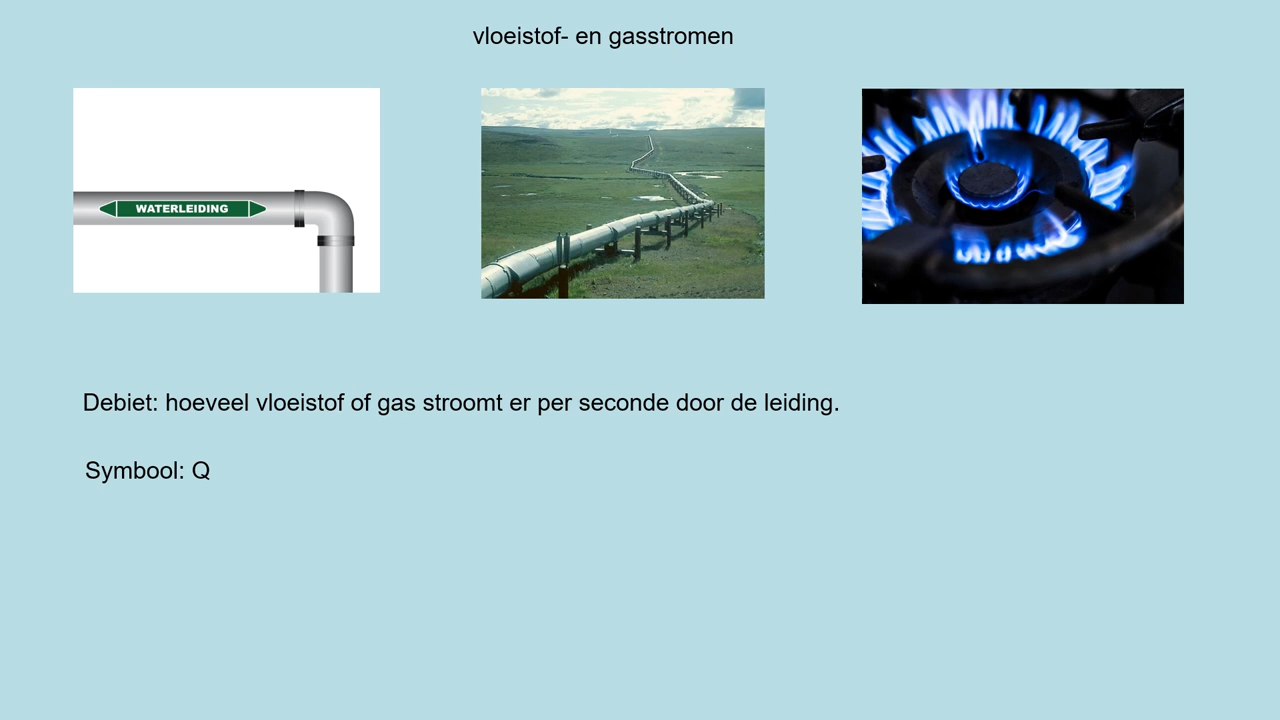 vloeistof- en gasstromen
WATERLEIDING
Debiet: hoeveel vloeistof of gas stroomt er per seconde door de leiding.
Symbool: Q